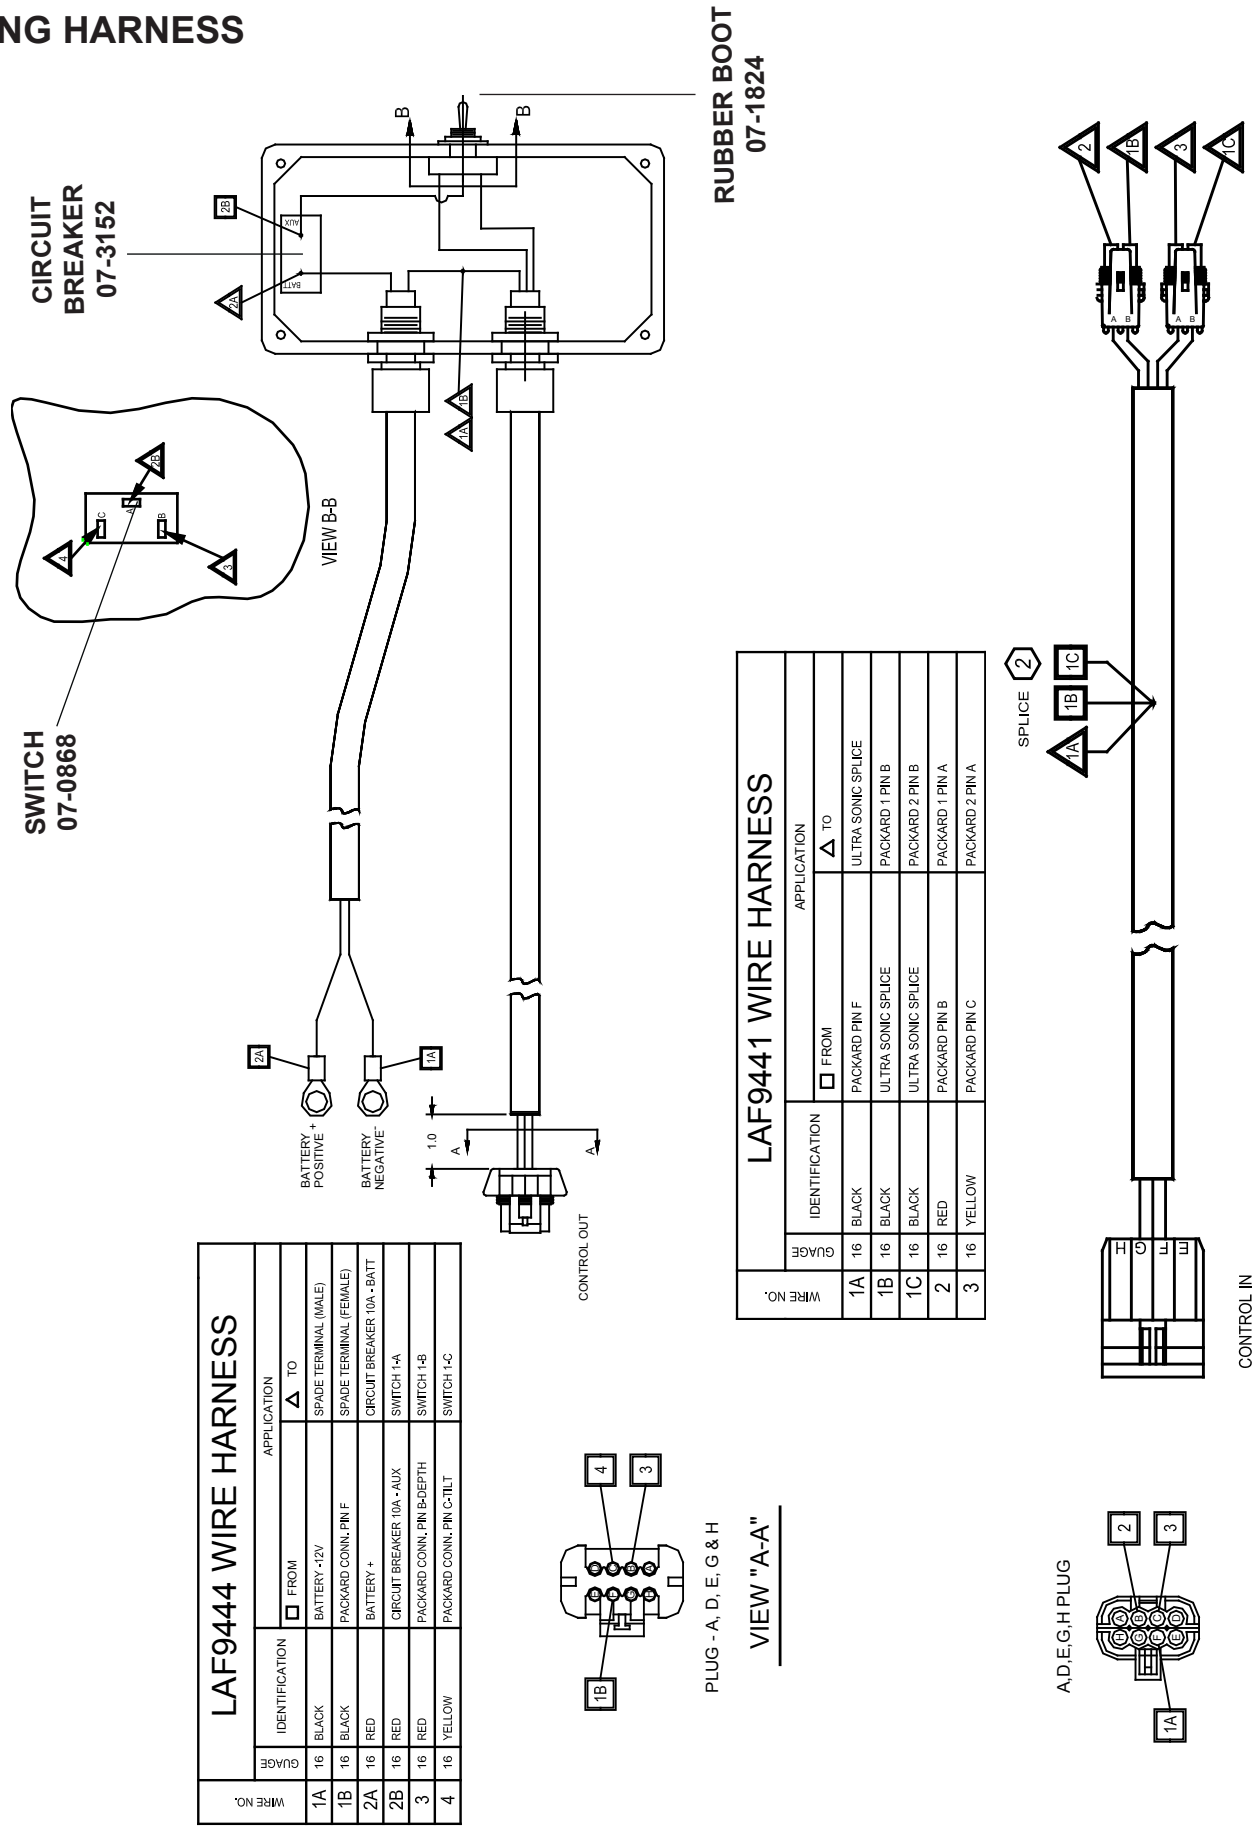 NG HARNESS
CIRCUIT
BREAKER
07-3152
RUBBER BOOT
07-1824
SWITCH
07-0868
VIEW B-B
4
C
A
2B
B
3
2A
2B
BATT
AUX
B
B
1A
1B
2A
BATTERY
POSITIVE +
BATTERY
NEGATIVE -
1A
1.0
A
A
CONTROL OUT
LAF9444 WIRE HARNESS
WIRE NO.
GUAGE
IDENTIFICATION
APPLICATION
FROM
TO
1A 16 BLACK BATTERY -12V SPADE TERMINAL (MALE)
1B 16 BLACK PACKARD CONN. PIN F SPADE TERMINAL (FEMALE)
2A 16 RED BATTERY + CIRCUIT BREAKER 10A - BATT
2B 16 RED CIRCUIT BREAKER 10A - AUX SWITCH 1-A
3 16 RED PACKARD CONN. PIN B-DEPTH SWITCH 1-B
4 16 YELLOW PACKARD CONN. PIN C-TILT SWITCH 1-C
4
3
1B
D C B A
E F G H
PLUG - A, D, E, G & H
VIEW "A-A"
LAF9441 WIRE HARNESS
WIRE NO.
GUAGE
IDENTIFICATION
APPLICATION
FROM
TO
1A 16 BLACK PACKARD PIN F ULTRA SONIC SPLICE
1B 16 BLACK ULTRA SONIC SPLICE PACKARD 1 PIN B
1C 16 BLACK ULTRA SONIC SPLICE PACKARD 2 PIN B
2 16 RED PACKARD PIN B PACKARD 1 PIN A
3 16 YELLOW PACKARD PIN C PACKARD 2 PIN A
SPLICE 2
1A
1B
1C
2
1B
3
1C
A B
A B
H
G
F
E
CONTROL IN
A,D,E,G,H PLUG
2
3
1A
A B C D
H G F E